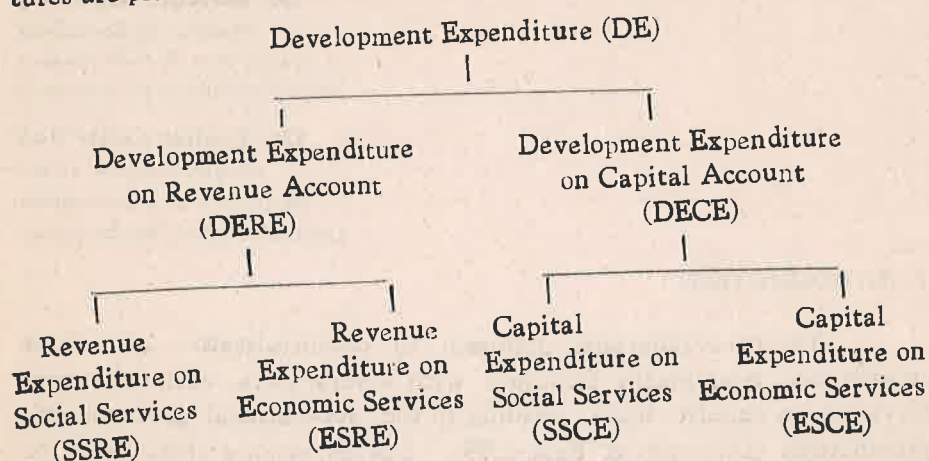 tures are p
Development Expenditure (DE)
Development Expenditure
on Revenue Account
(DERE)
Development Expenditure
on Capital Account
(DECE)
Revenue
Expenditure on
Social Services
(SSRE)
Revenue
Expenditure on
Economic Services
(ESRE)
Capital
Expenditure on
Social Services
(SSCE)
Capital
Expenditure on
Economic Services
(ESCE)